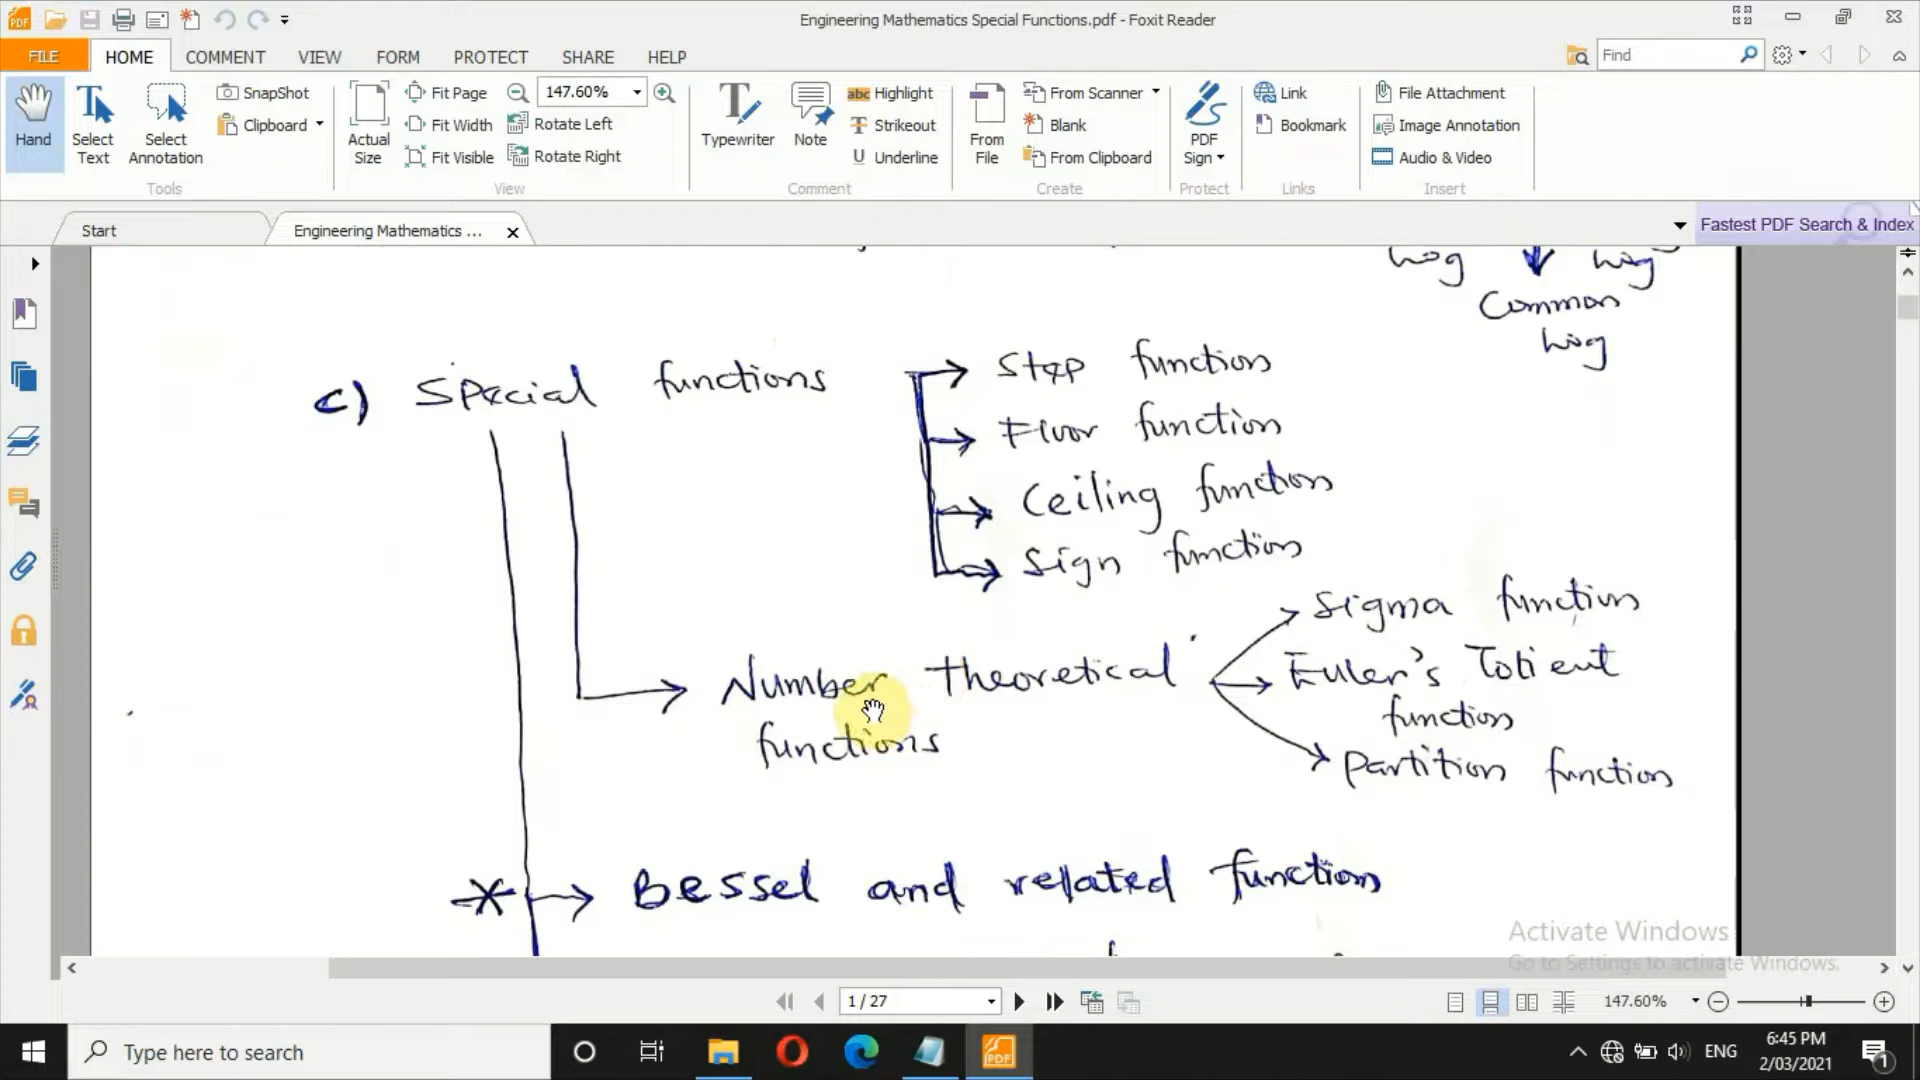 Engineering Mathematics Special Functions.pdf - Foxit Reader
FILE HOME COMMENT VIEW FORM PROTECT SHARE HELP Find
Hand Select Text Select Annotation SnapShot Clipboard Tools
Actual Size Fit Page Fit Width Fit Visible 147.60% Rotate Left Rotate Right View
Typewriter Note Highlight Strikeout Underline Comment
From File From Scanner Blank From Clipboard Create
PDF Sign Protect
Link Bookmark Links
File Attachment Image Annotation Audio & Video Insert
Start Engineering Mathematics ... Fastest PDF Search & Index
Common
log
c) Special functions
Step function
Floor function
Ceiling function
Sign function
Number theoretical
functions
Sigma function
Euler's Totient
function
Partition function
* Bessel and related function
Activate Windows
Go to Settings to activate Windows.
1 / 27 147.60%
Type here to search
ENG 6:45 PM
2/03/2021
1